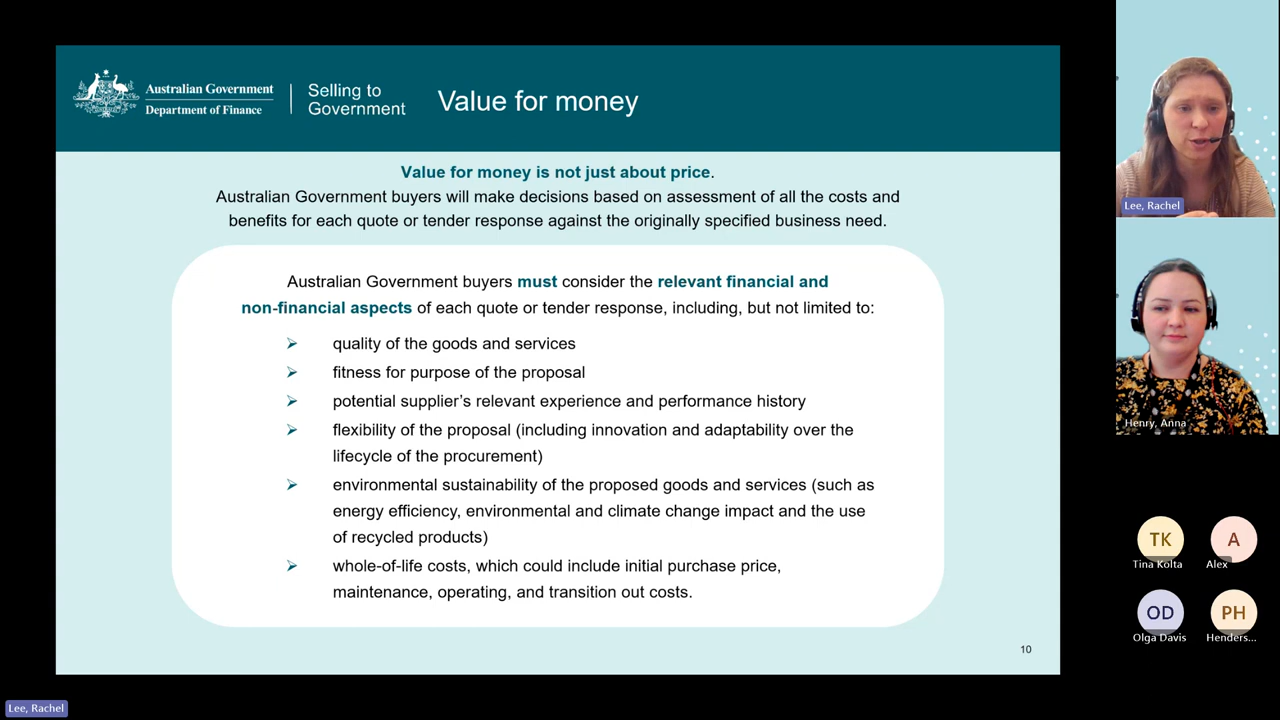 Australian Government
Department of Finance
Selling to
Government
Value for money
Value for money is not just about price.
Australian Government buyers will make decisions based on assessment of all the costs and
benefits for each quote or tender response against the originally specified business need.
Australian Government buyers must consider the relevant financial and
non-financial aspects of each quote or tender response, including, but not limited to:
quality of the goods and services
fitness for purpose of the proposal
potential supplier's relevant experience and performance history
flexibility of the proposal (including innovation and adaptability over the
lifecycle of the procurement)
environmental sustainability of the proposed goods and services (such as
energy efficiency, environmental and climate change impact and the use
of recycled products)
whole-of-life costs, which could include initial purchase price,
maintenance, operating, and transition out costs.
10
Lee, Rachel
Henry, Anna
TK
Tina Kolta
A
Alex
OD
Olga Davis
PH
Henders...
Lee, Rachel